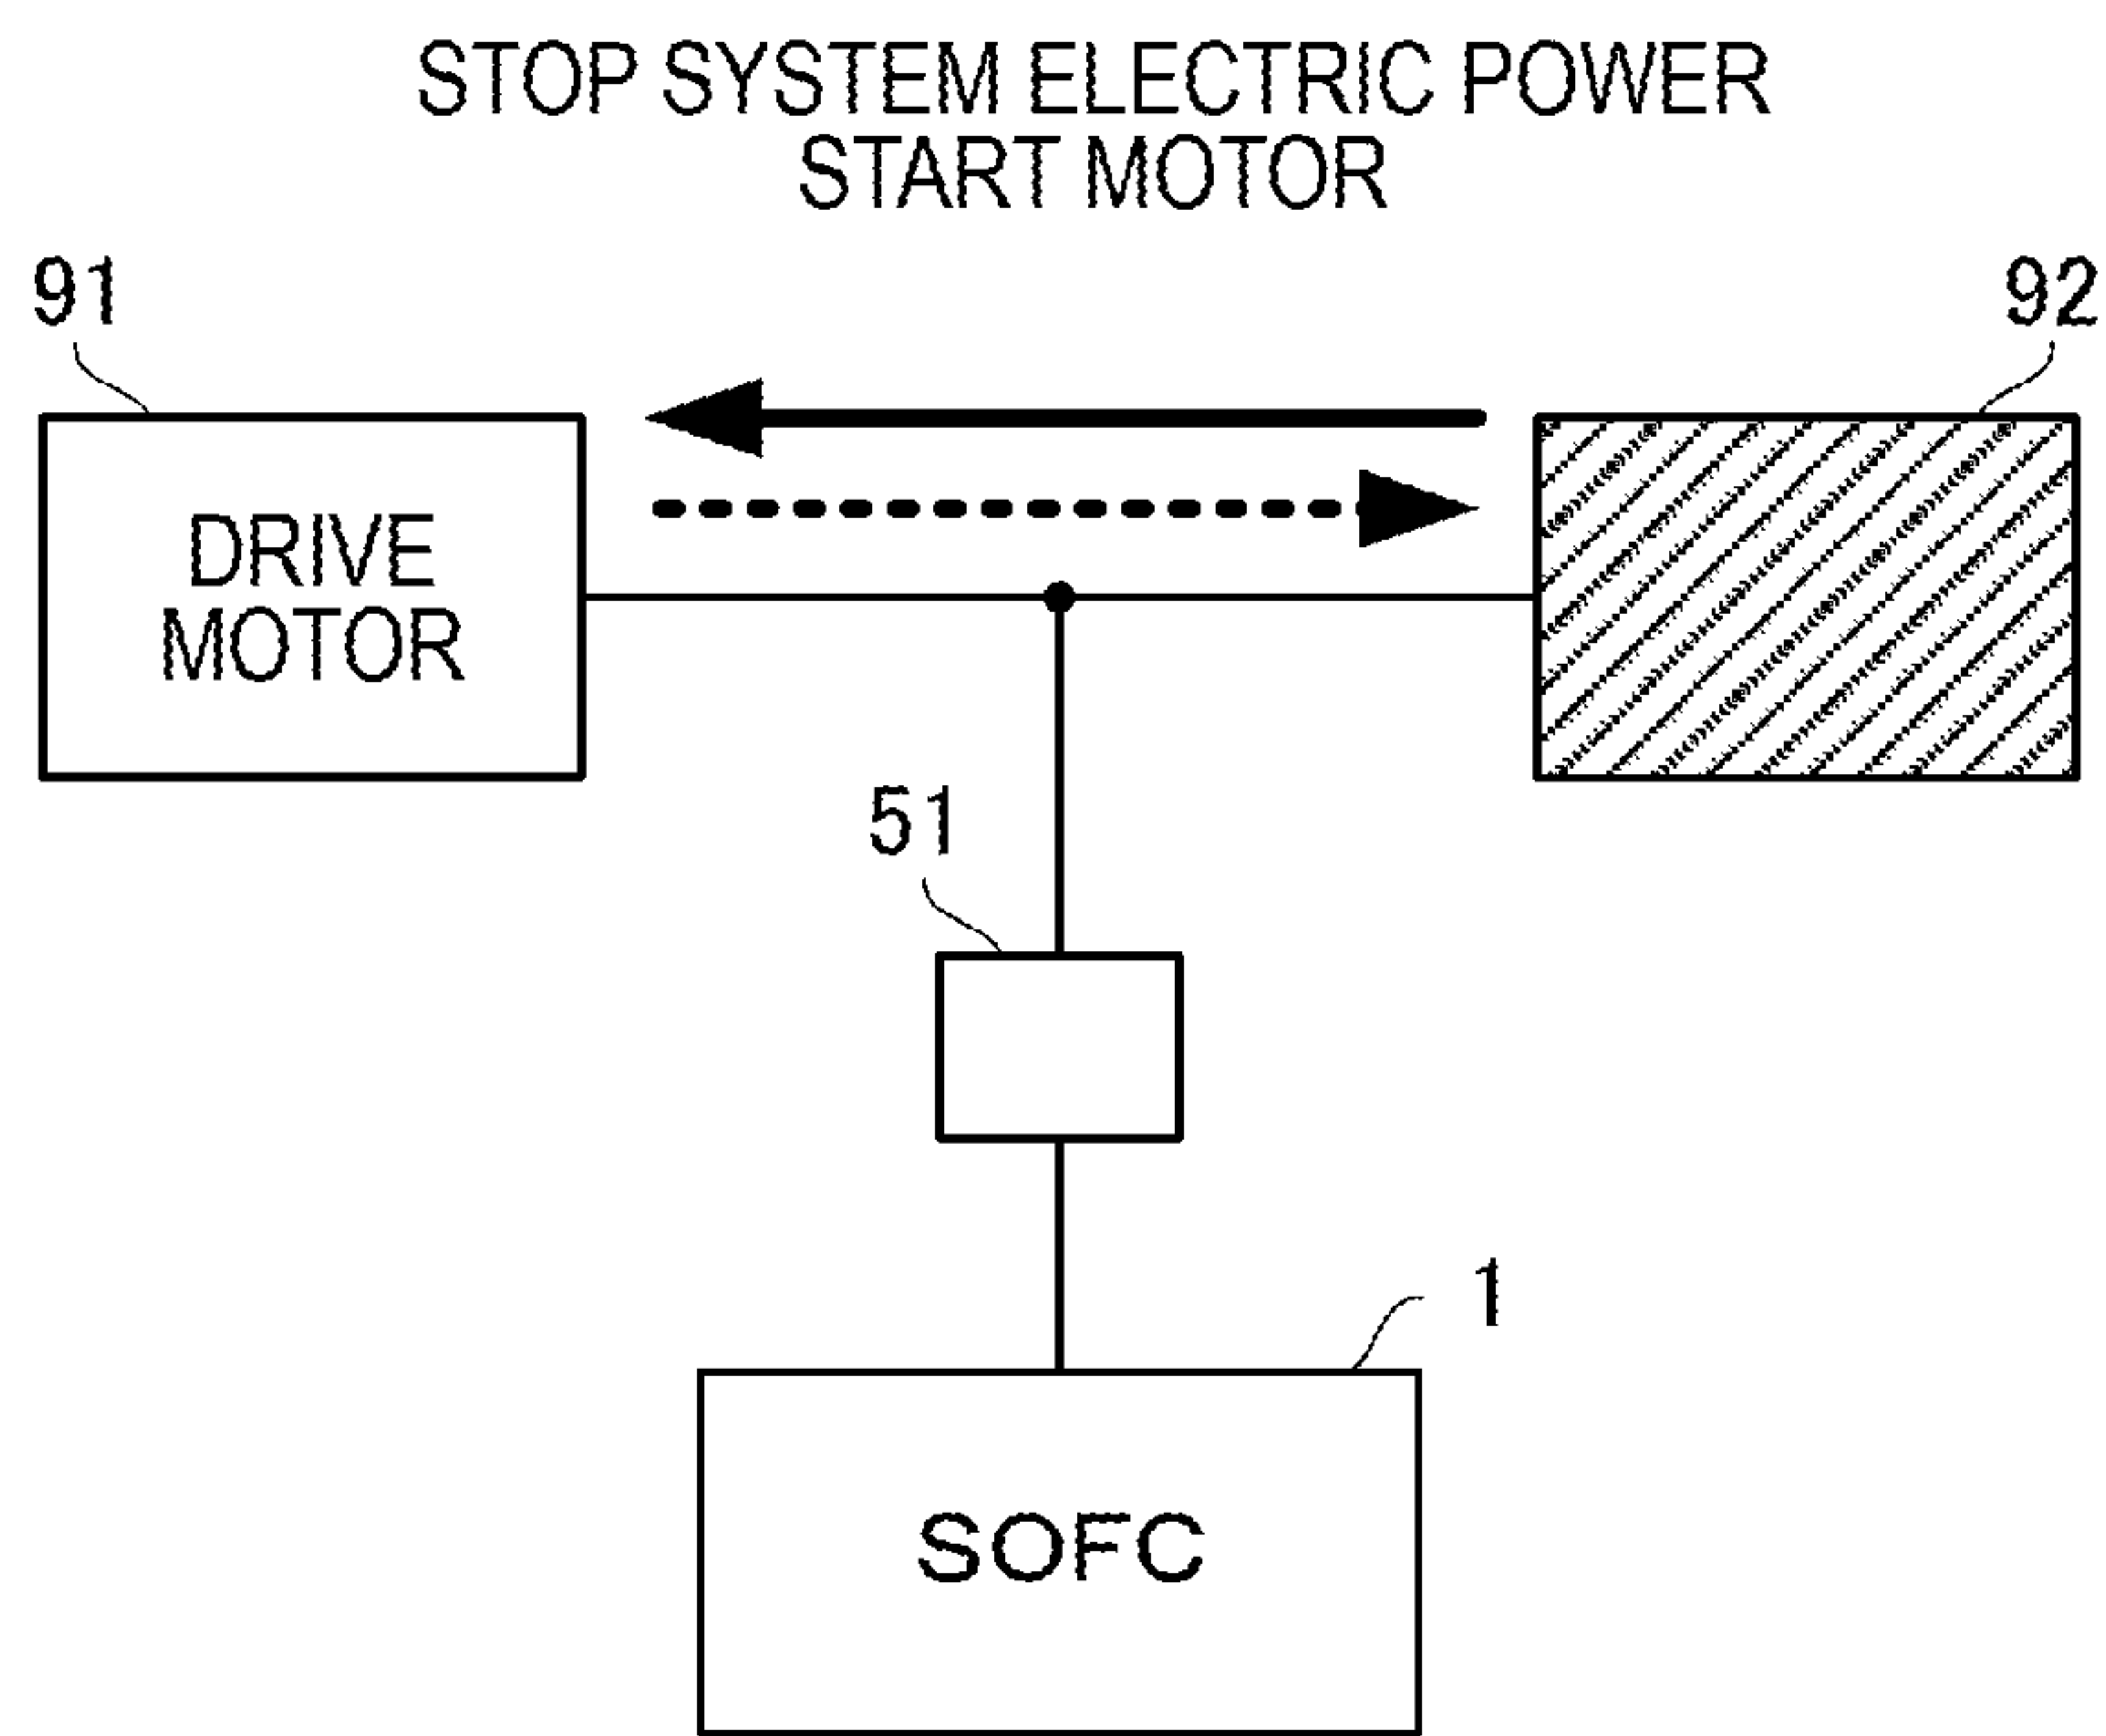 STOP SYSTEM ELECTRIC POWER
START MOTOR
91
92
DRIVE
MOTOR
51
1
SOFC